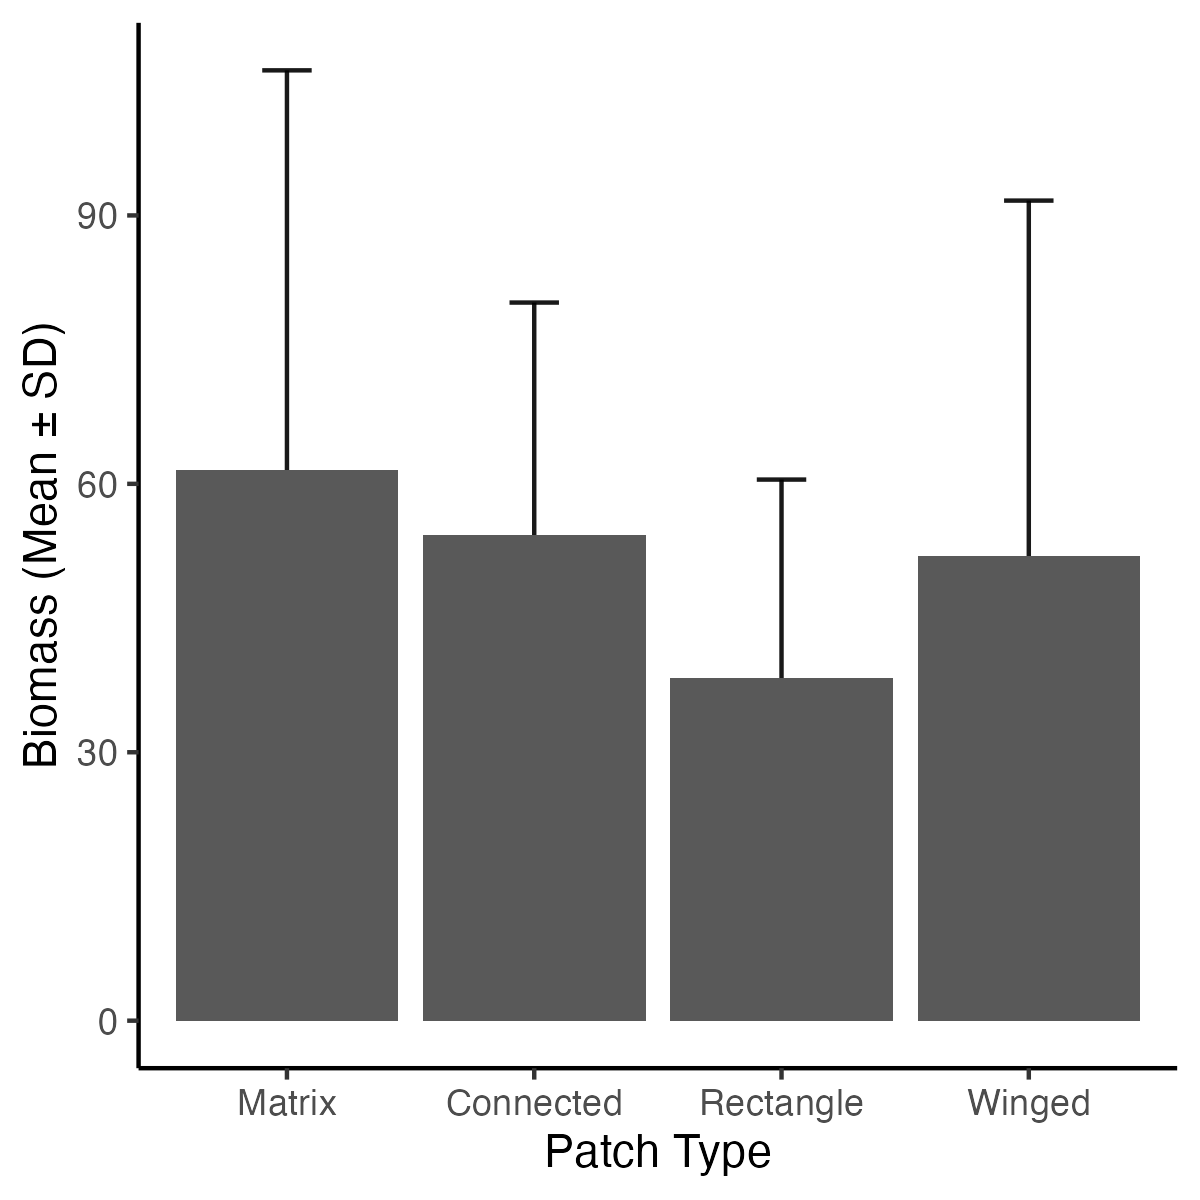 Biomass (Mean ± SD)
90
60
30
0
Matrix
Connected
Rectangle
Winged
Patch Type